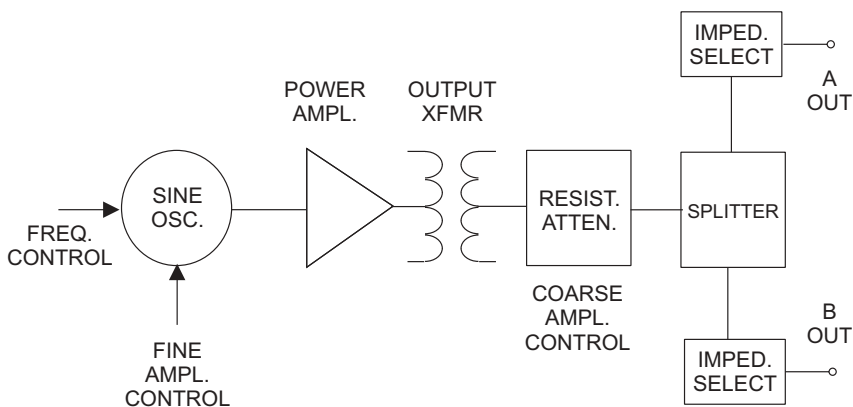 IMPED.
SELECT
A
OUT
POWER
AMPL.
OUTPUT
XFMR
SINE
OSC.
RESIST.
ATTEN.
SPLITTER
FREQ.
CONTROL
COARSE
AMPL.
CONTROL
FINE
AMPL.
CONTROL
B
OUT
IMPED.
SELECT